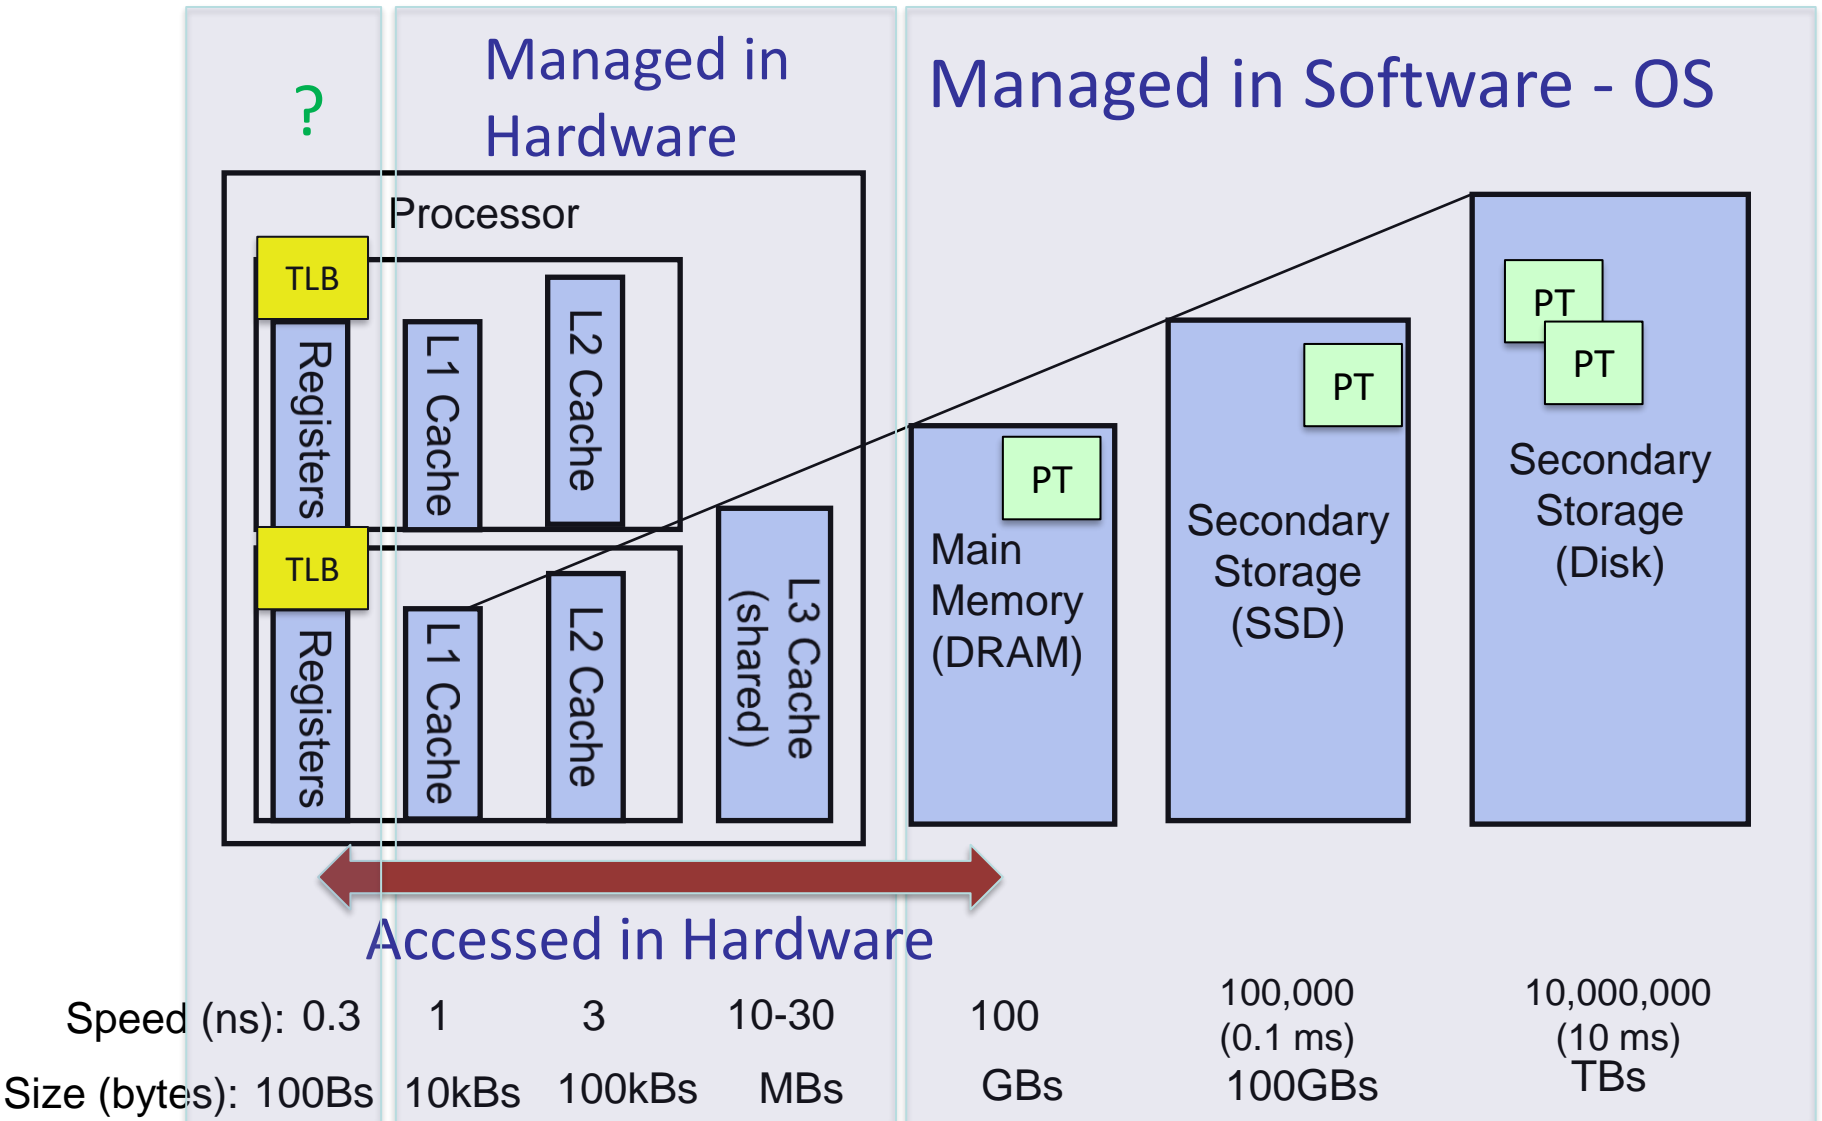 ?
Managed in
Hardware
Managed in Software - OS
Processor
TLB
Registers
L1 Cache
L2 Cache
TLB
Registers
L1 Cache
L2 Cache
L3 Cache
(shared)
PT
Main
Memory
(DRAM)
PT
Secondary
Storage
(SSD)
PT
PT
Secondary
Storage
(Disk)
Accessed in Hardware
Speed (ns): 0.3 1 3 10-30 100 100,000 (0.1 ms) 10,000,000 (10 ms)
Size (bytes): 100Bs 10kBs 100kBs MBs GBs 100GBs TBs